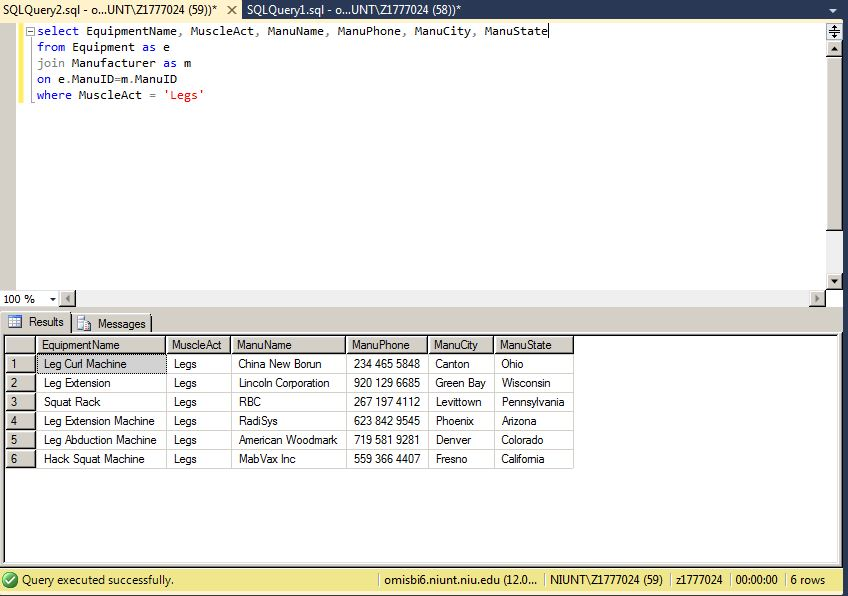 SQLQuery2.sql - o...UNT\Z1777024 (59))* SQLQuery1.sql - o...UNT\Z1777024 (58))*
select EquipmentName, MuscleAct, ManuName, ManuPhone, ManuCity, ManuState
from Equipment as e
join Manufacturer as m
on e.ManuID=m.ManuID
where MuscleAct = 'Legs'
100 %
Results Messages
EquipmentName MuscleAct ManuName ManuPhone ManuCity ManuState
1 Leg Curl Machine Legs China New Borun 234 465 5848 Canton Ohio
2 Leg Extension Legs Lincoln Corporation 920 129 6685 Green Bay Wisconsin
3 Squat Rack Legs RBC 267 197 4112 Levittown Pennsylvania
4 Leg Extension Machine Legs RadiSys 623 842 9545 Phoenix Arizona
5 Leg Abduction Machine Legs American Woodmark 719 581 9281 Denver Colorado
6 Hack Squat Machine Legs MabVax Inc 559 366 4407 Fresno California
Query executed successfully. omisbi6.niunt.niu.edu (12.0... NIUNT\Z1777024 (59) z1777024 00:00:00 6 rows